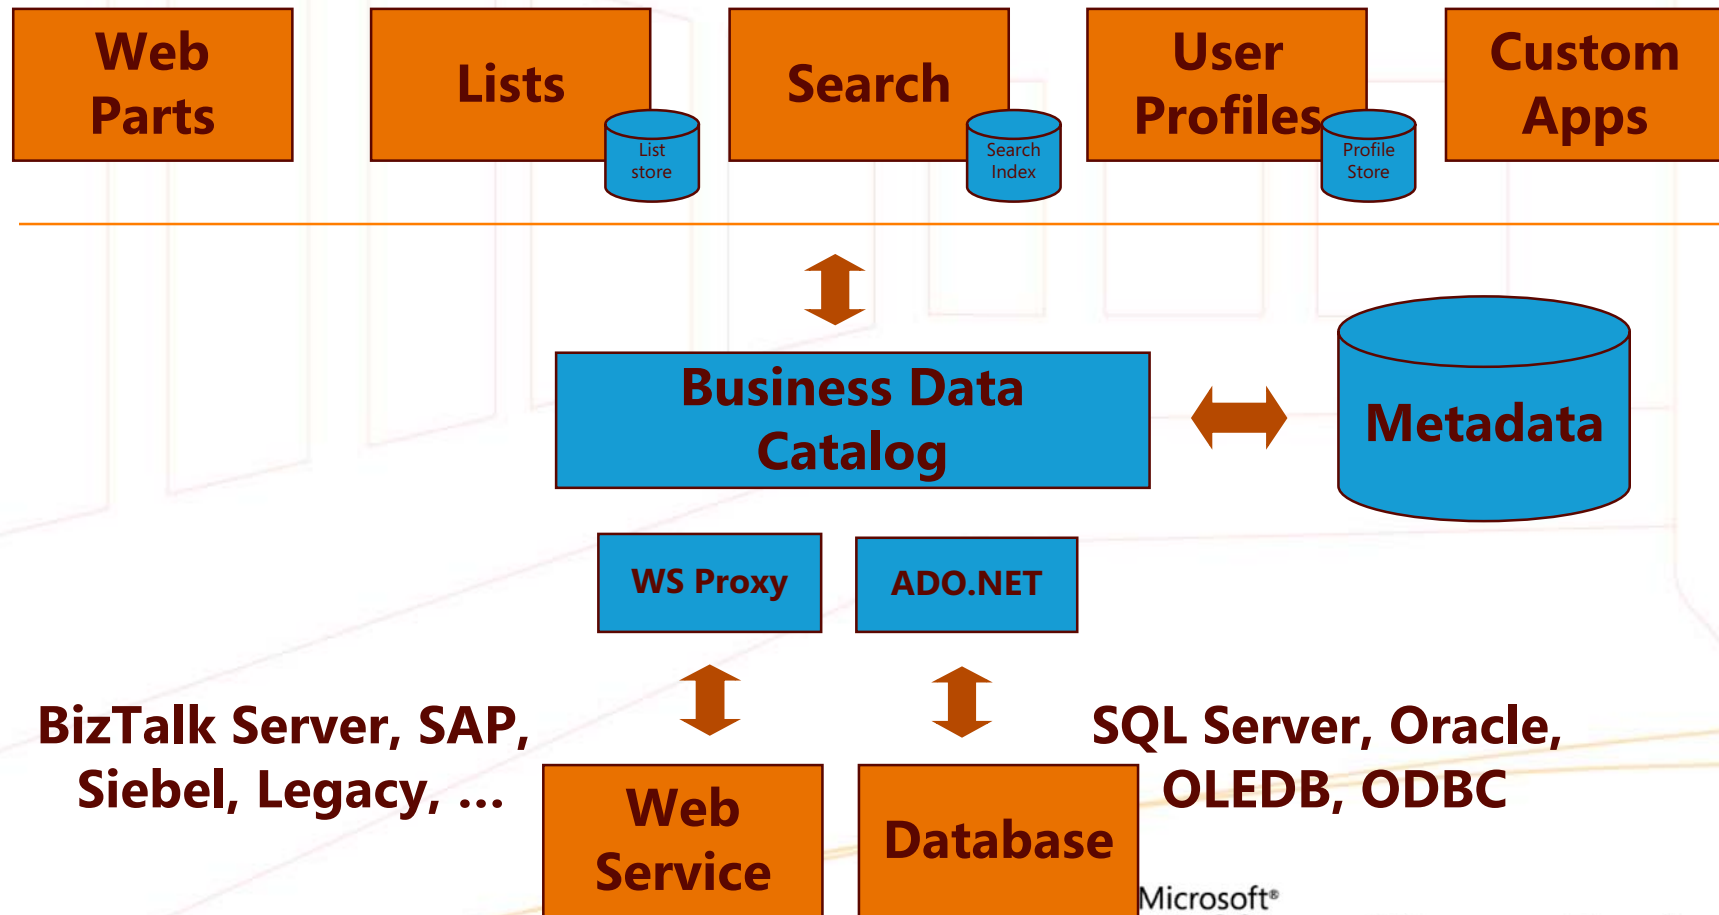 Web
Parts
Lists
List
store
Search
Search
Index
User
Profiles
Profile
Store
Custom
Apps
Business Data
Catalog
Metadata
WS Proxy
ADO.NET
BizTalk Server, SAP,
Siebel, Legacy, ...
SQL Server, Oracle,
OLEDB, ODBC
Web
Service
Database
Microsoft®